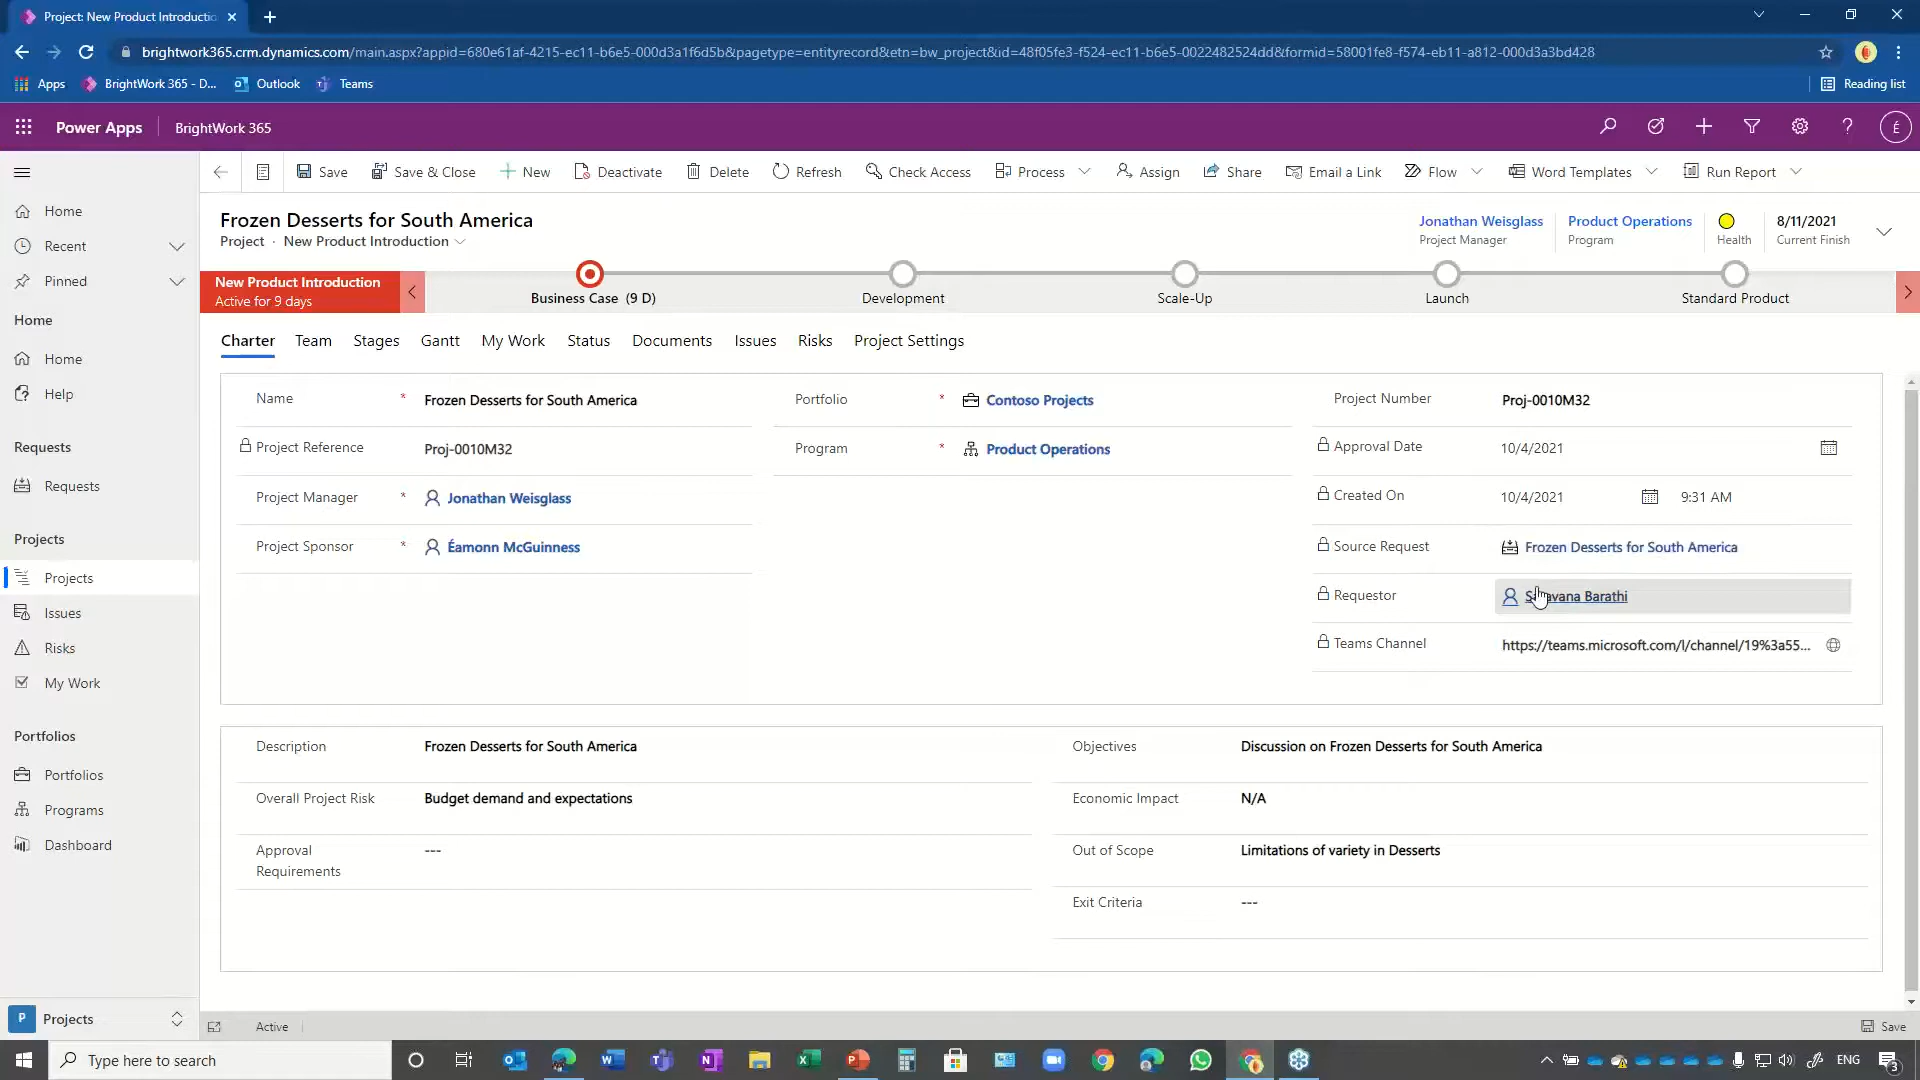 Project: New Product Introductio
brightwork365.crm.dynamics.com/main.aspx?appid=680e61af-4215-ec11-b6e5-000d3a1f6d5b&pagetype=entityrecord&etn=bw_project&id=48f05fe3-f524-ec11-b6e5-0022482524dd&formid=58001fe8-f574-eb11-a812-000d3a3bd428
Apps BrightWork 365 - D... Outlook Teams Reading list
Power Apps BrightWork 365 É
Save Save & Close New Deactivate Delete Refresh Check Access Process Assign Share Email a Link Flow Word Templates Run Report
Home
Recent
Pinned
Home
Home
Help
Requests
Requests
Projects
Projects
Issues
Risks
My Work
Portfolios
Portfolios
Programs
Dashboard
P Projects
Frozen Desserts for South America
Project · New Product Introduction
Jonathan Weisglass
Project Manager
Product Operations
Program
Health
8/11/2021
Current Finish
New Product Introduction
Active for 9 days
Business Case (9 D)
Development
Scale-Up
Launch
Standard Product
Charter Team Stages Gantt My Work Status Documents Issues Risks Project Settings
Name * Frozen Desserts for South America
Project Reference Proj-0010M32
Project Manager * Jonathan Weisglass
Project Sponsor * Éamonn McGuinness
Portfolio * Contoso Projects
Program * Product Operations
Project Number Proj-0010M32
Approval Date 10/4/2021
Created On 10/4/2021 9:31 AM
Source Request Frozen Desserts for South America
Requestor Barathi
Teams Channel https://teams.microsoft.com/l/channel/19%3a55...
Description Frozen Desserts for South America
Overall Project Risk Budget demand and expectations
Approval
Requirements ---
Objectives Discussion on Frozen Desserts for South America
Economic Impact N/A
Out of Scope Limitations of variety in Desserts
Exit Criteria ---
Active Save
Type here to search ENG 3